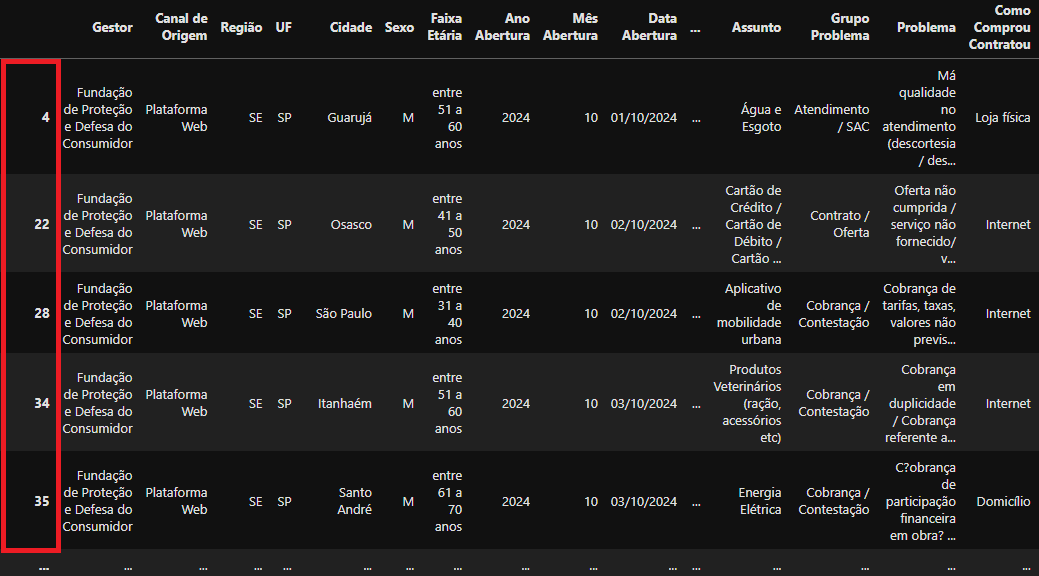 Gestor Canal de Origem Região UF Cidade Sexo Faixa Etária Ano Abertura Mês Abertura Data Abertura ... Assunto Grupo Problema Problema Como Comprou Contratou
4 Fundação de Proteção e Defesa do Consumidor Plataforma Web SE SP Guarujá M entre 51 a 60 anos 2024 10 01/10/2024 ... Água e Esgoto Atendimento / SAC Má qualidade no atendimento (descortesia / des... Loja física
22 Fundação de Proteção e Defesa do Consumidor Plataforma Web SE SP Osasco M entre 41 a 50 anos 2024 10 02/10/2024 ... Cartão de Crédito / Cartão de Débito / Cartão ... Contrato / Oferta Oferta não cumprida / serviço não fornecido/ v... Internet
28 Fundação de Proteção e Defesa do Consumidor Plataforma Web SE SP São Paulo M entre 31 a 40 anos 2024 10 02/10/2024 ... Aplicativo de mobilidade urbana Cobrança / Contestação Cobrança de tarifas, taxas, valores não previs... Internet
34 Fundação de Proteção e Defesa do Consumidor Plataforma Web SE SP Itanhaém M entre 51 a 60 anos 2024 10 03/10/2024 ... Produtos Veterinários (ração, acessórios etc) Cobrança / Contestação Cobrança em duplicidade / Cobrança referente a... Internet
35 Fundação de Proteção e Defesa do Consumidor Plataforma Web SE SP Santo André M entre 61 a 70 anos 2024 10 03/10/2024 ... Energia Elétrica Cobrança / Contestação C?obrança de participação financeira em obra? ... Domicílio
... ... ... ... ... ... ... ... ... ... ... ... ... ... ... ...